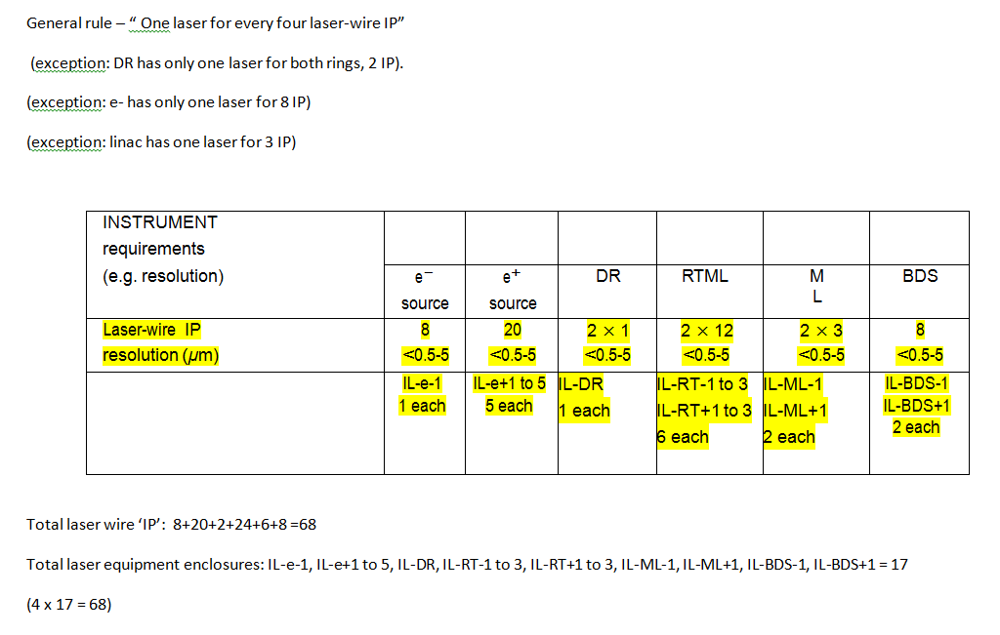 General rule – “ One laser for every four laser-wire IP”
(exception: DR has only one laser for both rings, 2 IP).
(exception: e- has only one laser for 8 IP)
(exception: linac has one laser for 3 IP)
INSTRUMENT
requirements
(e.g. resolution)
e− source
e+ source
DR
RTML
M
L
BDS
Laser-wire IP
resolution (µm)
8
<0.5-5
20
<0.5-5
2 × 1
<0.5-5
2 × 12
<0.5-5
2 × 3
<0.5-5
8
<0.5-5
IL-e-1
1 each
IL-e+1 to 5
5 each
IL-DR
1 each
IL-RT-1 to 3
IL-RT+1 to 3
6 each
IL-ML-1
IL-ML+1
2 each
IL-BDS-1
IL-BDS+1
2 each
Total laser wire ‘IP’: 8+20+2+24+6+8 =68
Total laser equipment enclosures: IL-e-1, IL-e+1 to 5, IL-DR, IL-RT-1 to 3, IL-RT+1 to 3, IL-ML-1, IL-ML+1, IL-BDS-1, IL-BDS+1 = 17
(4 x 17 = 68)